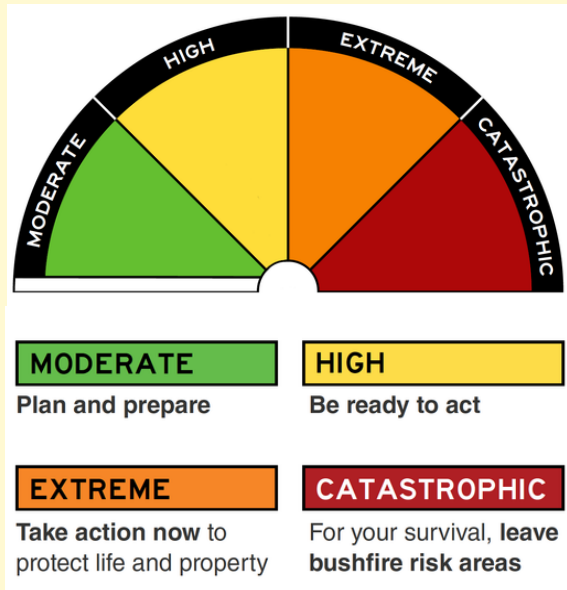 MODERATE
HIGH
EXTREME
CATASTROPHIC
MODERATE
Plan and prepare
HIGH
Be ready to act
EXTREME
Take action now to
protect life and property
CATASTROPHIC
For your survival, leave
bushfire risk areas